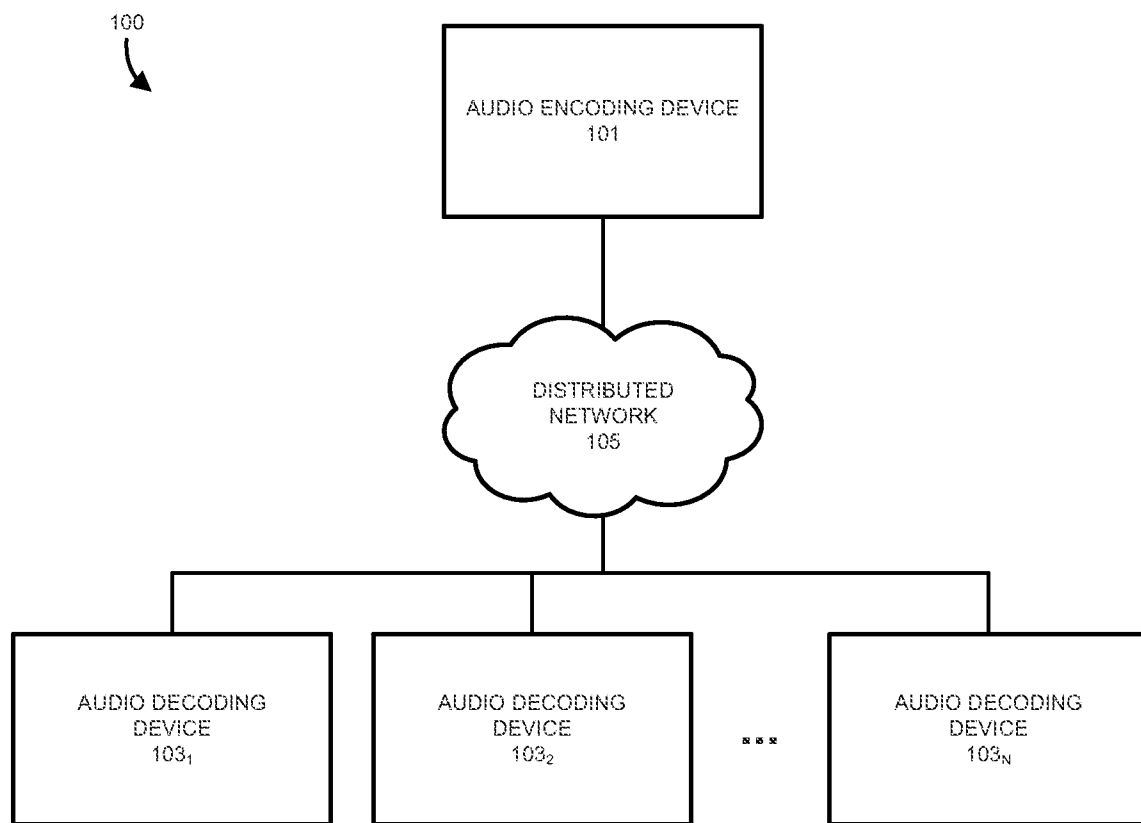 100
AUDIO ENCODING DEVICE
101
DISTRIBUTED
NETWORK
105
AUDIO DECODING
DEVICE
103₁
AUDIO DECODING
DEVICE
103₂
...
AUDIO DECODING
DEVICE
103ₙ